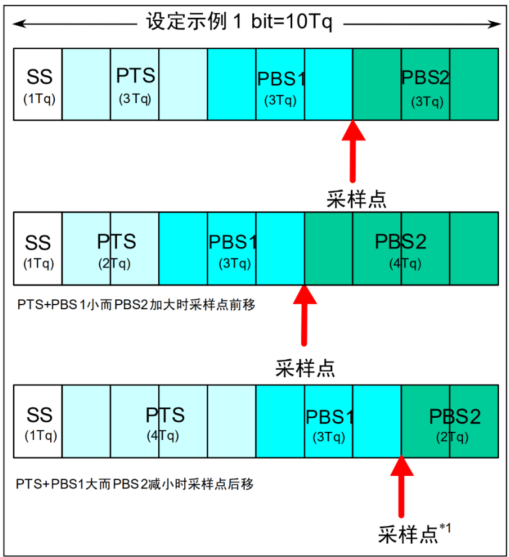 设定示例 1 bit=10Tq
SS PTS PBS1 PBS2
(1Tq) (3Tq) (3Tq) (3Tq)
采样点
SS PTS PBS1 PBS2
(1Tq) (2Tq) (3Tq) (4Tq)
PTS+PBS1小而PBS2加大时采样点前移
采样点
SS PTS PBS1 PBS2
(1Tq) (4Tq) (3Tq) (2Tq)
PTS+PBS1大而PBS2减小时采样点后移
采样点*1